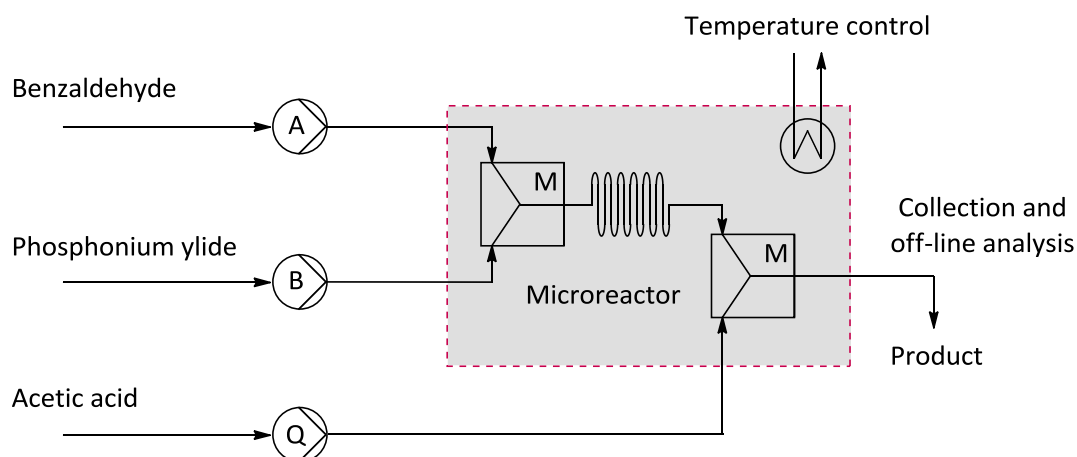 Temperature control
Benzaldehyde
A
M
Collection and
off-line analysis
Phosphonium ylide
B
M
Microreactor
Product
Acetic acid
Q